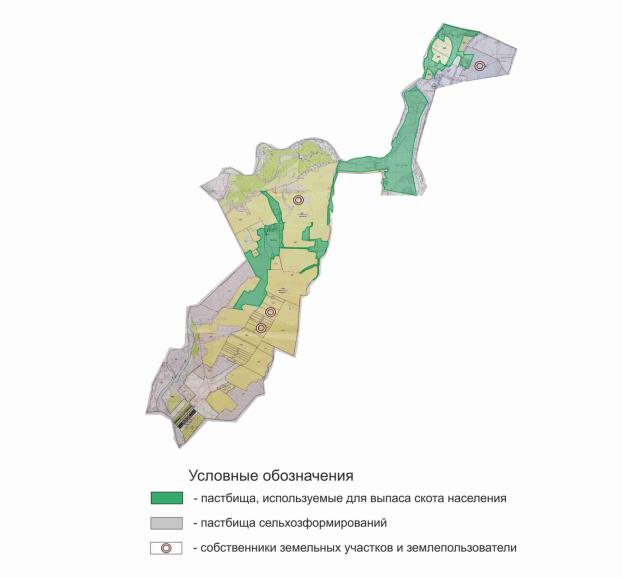 Условные обозначения
- пастбища, используемые для выпаса скота населения
- пастбища сельхозформирований
- собственники земельных участков и землепользователи